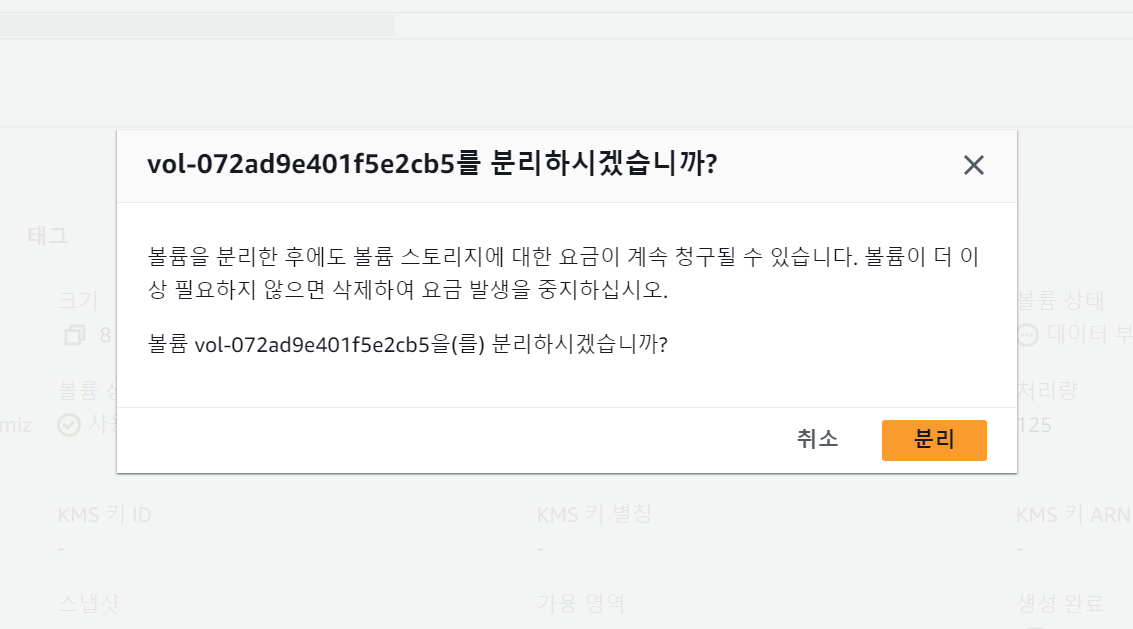 vol-072ad9e401f5e2cb5를 분리하시겠습니까?
볼륨을 분리한 후에도 볼륨 스토리지에 대한 요금이 계속 청구될 수 있습니다. 볼륨이 더 이
상 필요하지 않으면 삭제하여 요금 발생을 중지하십시오.
볼륨 vol-072ad9e401f5e2cb5을(를) 분리하시겠습니까?
취소
분리
태그
크기
볼륨 상태
8
데이터 부
볼륨 상
처리량
miz
사용
125
KMS 키 ID
KMS 키 별칭
KMS 키 ARN
-
-
-
스냅샷
가용 영역
생성 완료